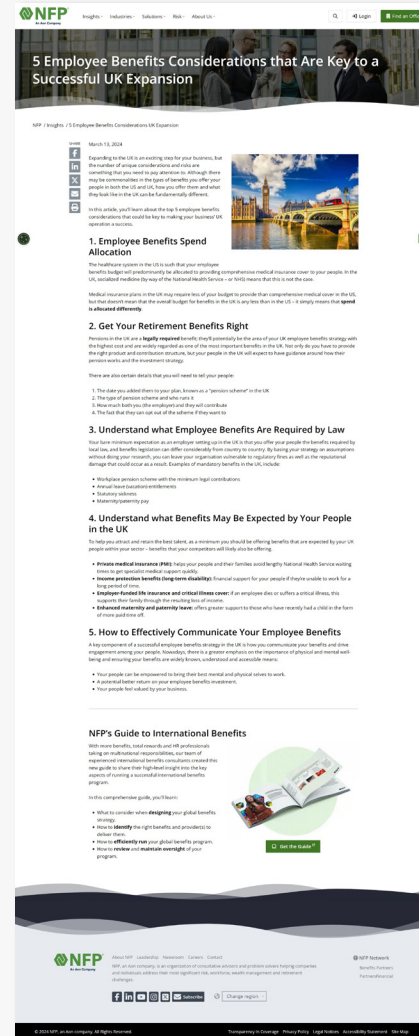 NFP
An Aon Company
Insights
Industries
Solutions
Risk
About Us
Login
Find an Offi
5 Employee Benefits Considerations that Are Key to a
Successful UK Expansion
NFP / Insights / 5 Employee Benefits Considerations UK Expansion
SHARE
March 13, 2024
Expanding to the UK is an exciting step for your business, but
the number of unique considerations and risks are
something that you need to pay attention to. Although there
may be commonalities in the types of benefits you offer your
people in both the US and UK, how you offer them and what
they look like in the UK can be fundamentally different.
In this article, you'll learn about the top 5 employee benefits
considerations that could be key to making your business' UK
operation a success.
1. Employee Benefits Spend
Allocation
The healthcare system in the US is such that your employee
benefits budget will predominantly be allocated to providing comprehensive medical insurance cover to your people. In the
UK, socialized medicine (by way of the National Health Service – or NHS) means that this is not the case.
Medical insurance plans in the UK may require less of your budget to provide than comprehensive medical cover in the US,
but that doesn't mean that the overall budget for benefits in the UK is any less than in the US – it simply means that spend
is allocated differently.
2. Get Your Retirement Benefits Right
Pensions in the UK are a legally required benefit; they'll potentially be the area of your UK employee benefits strategy with
the highest cost and are widely regarded as one of the most important benefits in the UK. Not only do you have to provide
the right product and contribution structure, but your people in the UK will expect to have guidance around how their
pension works and the investment strategy.
There are also certain details that you will need to tell your people:
1. The date you added them to your plan, known as a "pension scheme" in the UK
2. The type of pension scheme and who runs it
3. How much both you (the employer) and they will contribute
4. The fact that they can opt out of the scheme if they want to
3. Understand what Employee Benefits Are Required by Law
Your bare minimum expectation as an employer setting up in the UK is that you offer your people the benefits required by
local law, and benefits legislation can differ considerably from country to country. By basing your strategy on assumptions
without doing your research, you can leave your organisation vulnerable to regulatory fines as well as the reputational
damage that could occur as a result. Examples of mandatory benefits in the UK, include:
• Workplace pension scheme with the minimum legal contributions
• Annual leave (vacation) entitlements
• Statutory sickness
• Maternity/paternity pay
4. Understand what Benefits May Be Expected by Your People
in the UK
To help you attract and retain the best talent, as a minimum you should be offering benefits that are expected by your UK
people within your sector – benefits that your competitors will likely also be offering.
• Private medical insurance (PMI): helps your people and their families avoid lengthy National Health Service waiting
times to get specialist medical support quickly.
• Income protection benefits (long-term disability): financial support for your people if they're unable to work for a
long period of time.
• Employer-funded life insurance and critical illness cover: if an employee dies or suffers a critical illness, this
supports their family through the resulting loss of income.
• Enhanced maternity and paternity leave: offers greater support to those who have recently had a child in the form
of more paid time off.
5. How to Effectively Communicate Your Employee Benefits
A key component of a successful employee benefits strategy in the UK is how you communicate your benefits and drive
engagement among your people. Nowadays, there is a greater emphasis on the importance of physical and mental well-
being and ensuring your benefits are widely known, understood and accessible means:
• Your people can be empowered to bring their best mental and physical selves to work.
• A potential better return on your employee benefits investment.
• Your people feel valued by your business.
NFP's Guide to International Benefits
With more benefits, total rewards and HR professionals
taking on multinational responsibilities, our team of
experienced international benefits consultants created this
new guide to share their high-level insight into the key
aspects of running a successful international benefits
program.
In this comprehensive guide, you'll learn:
• What to consider when designing your global benefits
strategy.
• How to identify the right benefits and provider(s) to
deliver them.
• How to efficiently run your global benefits program.
• How to review and maintain oversight of your
program.
Get the Guide
NFP
An Aon Company
About NFP
Leadership
Newsroom
Careers
Contact
NFP, an Aon company, is an organization of consultative advisors and problem solvers helping companies
and individuals address their most significant risk, workforce, wealth management and retirement
challenges.
Subscribe
Change region
NFP Network
Benefits Partners
PartnersFinancial
© 2024 NFP, an Aon company. All Rights Reserved.
Transparency in Coverage
Privacy Policy
Legal Notices
Accessibility Statement
Site Map